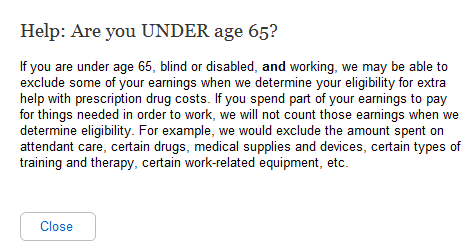 Help: Are you UNDER age 65?
If you are under age 65, blind or disabled, and working, we may be able to
exclude some of your earnings when we determine your eligibility for extra
help with prescription drug costs. If you spend part of your earnings to pay
for things needed in order to work, we will not count those earnings when we
determine eligibility. For example, we would exclude the amount spent on
attendant care, certain drugs, medical supplies and devices, certain types of
training and therapy, certain work-related equipment, etc.
Close